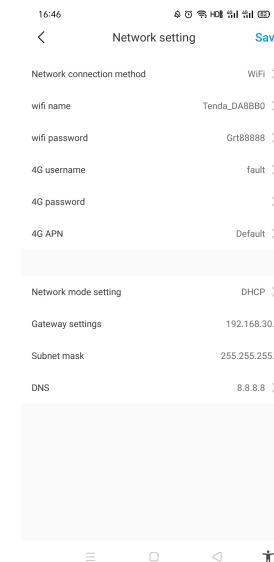 16:46
Network setting
Sav
Network connection method WiFi
wifi name Tenda_DA8BB0
wifi password Grt88888
4G username fault
4G password
4G APN Default
Network mode setting DHCP
Gateway settings 192.168.30.
Subnet mask 255.255.255.
DNS 8.8.8.8